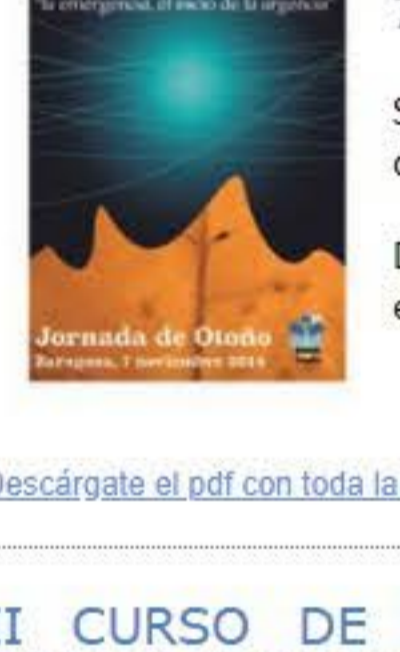 "la emergencia, el inicio de la urgencia"
S
Jornada de Otoño
Zaragoza, 7 noviembre 2014
e
Descárgate el pdf con toda la
II CURSO DE